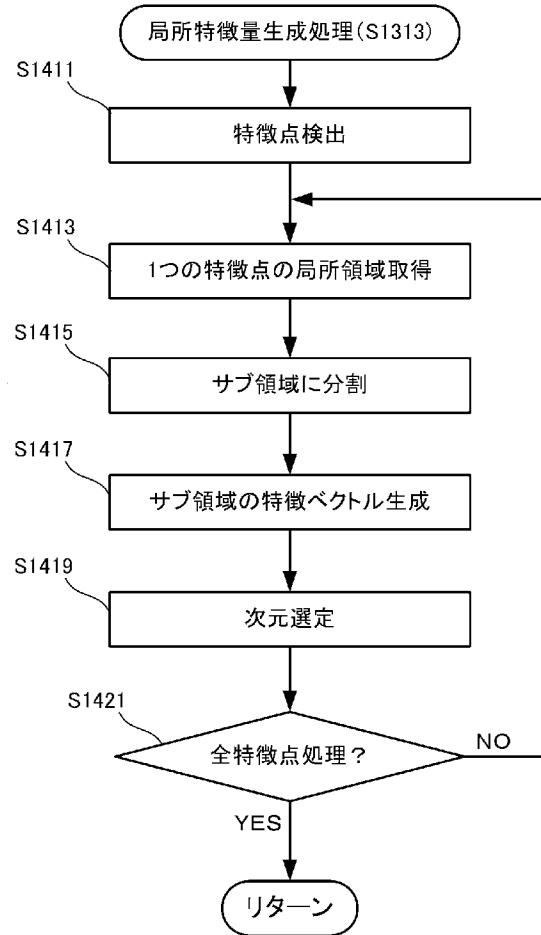 局所特徴量生成処理(S1313)
S1411
特徴点検出
S1413
1つの特徴点の局所領域取得
S1415
サブ領域に分割
S1417
サブ領域の特徴ベクトル生成
S1419
次元選定
S1421
全特徴点処理？
NO
YES
リターン